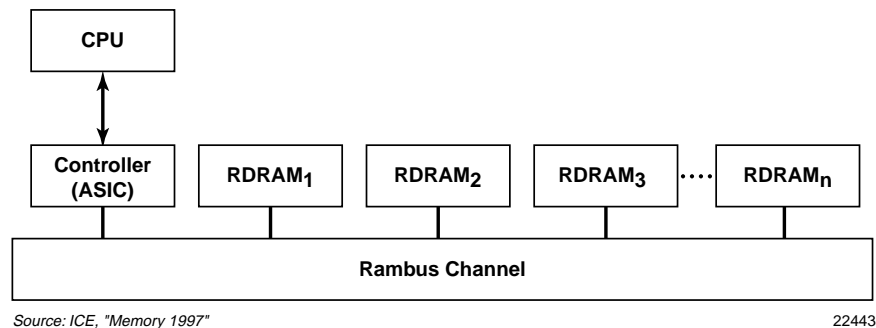 CPU
Controller
(ASIC)
RDRAM1
RDRAM2
RDRAM3
RDRAMn
Rambus Channel
Source: ICE, "Memory 1997"
22443